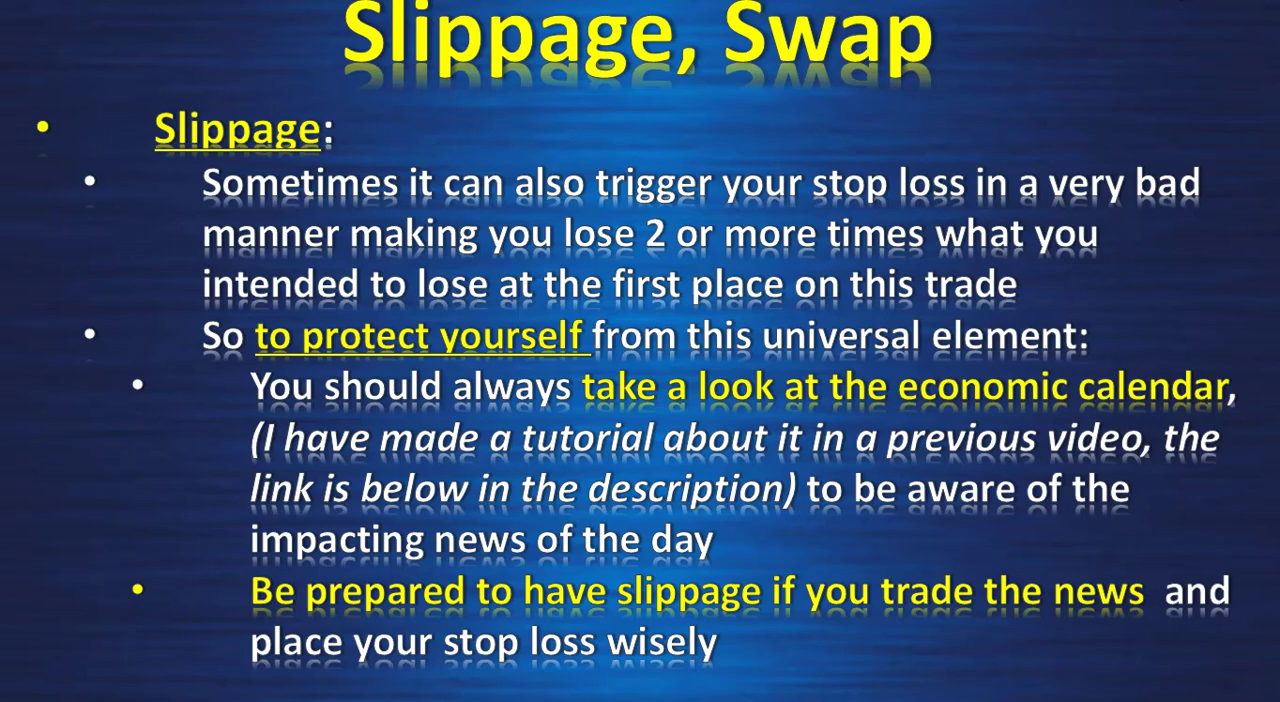 Slippage, Swap
• Slippage:
• Sometimes it can also trigger your stop loss in a very bad
manner making you lose 2 or more times what you
intended to lose at the first place on this trade
• So to protect yourself from this universal element:
• You should always take a look at the economic calendar,
(I have made a tutorial about it in a previous video, the
link is below in the description) to be aware of the
impacting news of the day
• Be prepared to have slippage if you trade the news and
place your stop loss wisely